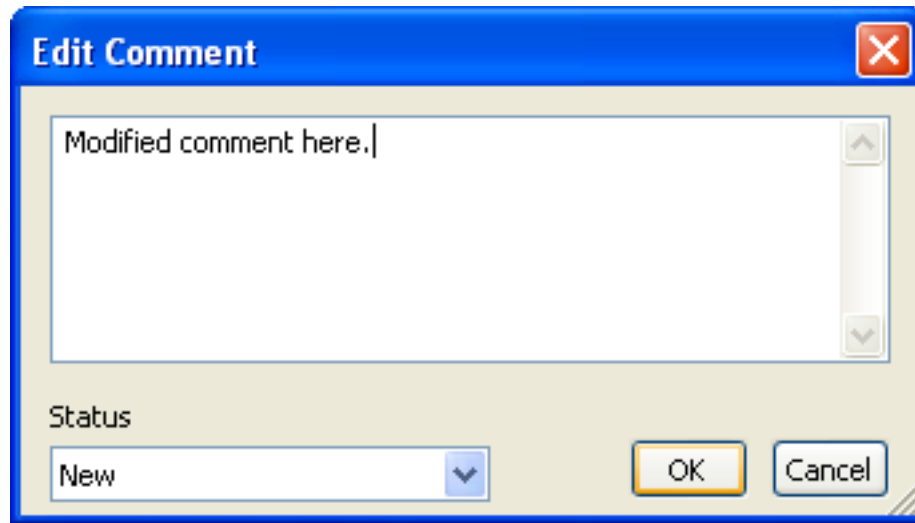 Edit Comment
Modified comment here.
Status
New
OK
Cancel